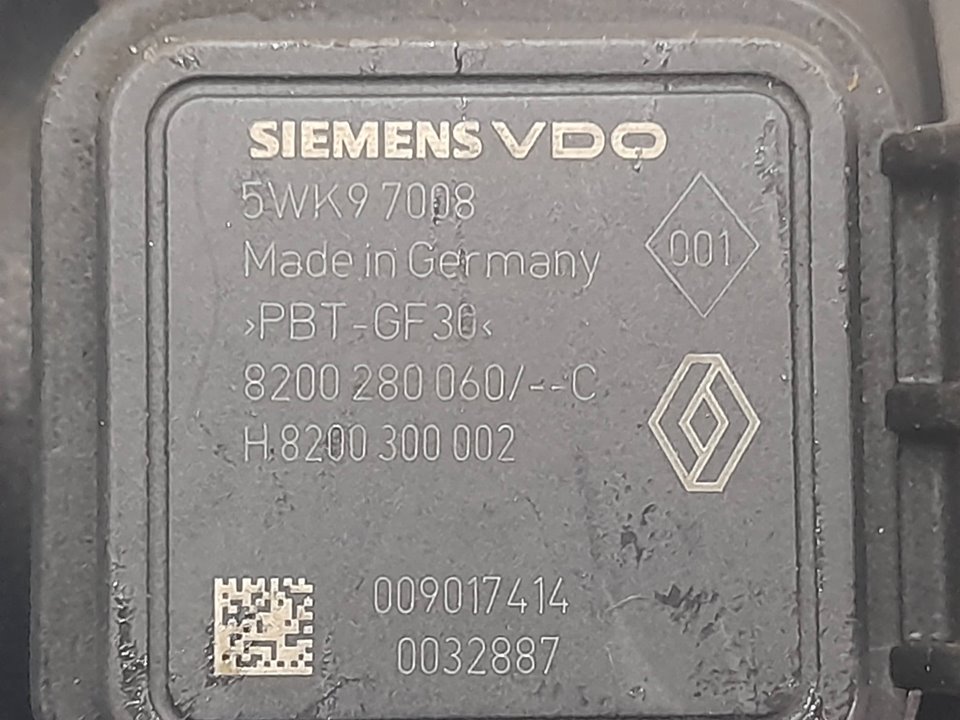 SIEMENS VDO
5WK9 7008
001
Made in Germany
>PBT-GF30<
8200 280 060/--C
H 8200 300 002
009017414
0032887